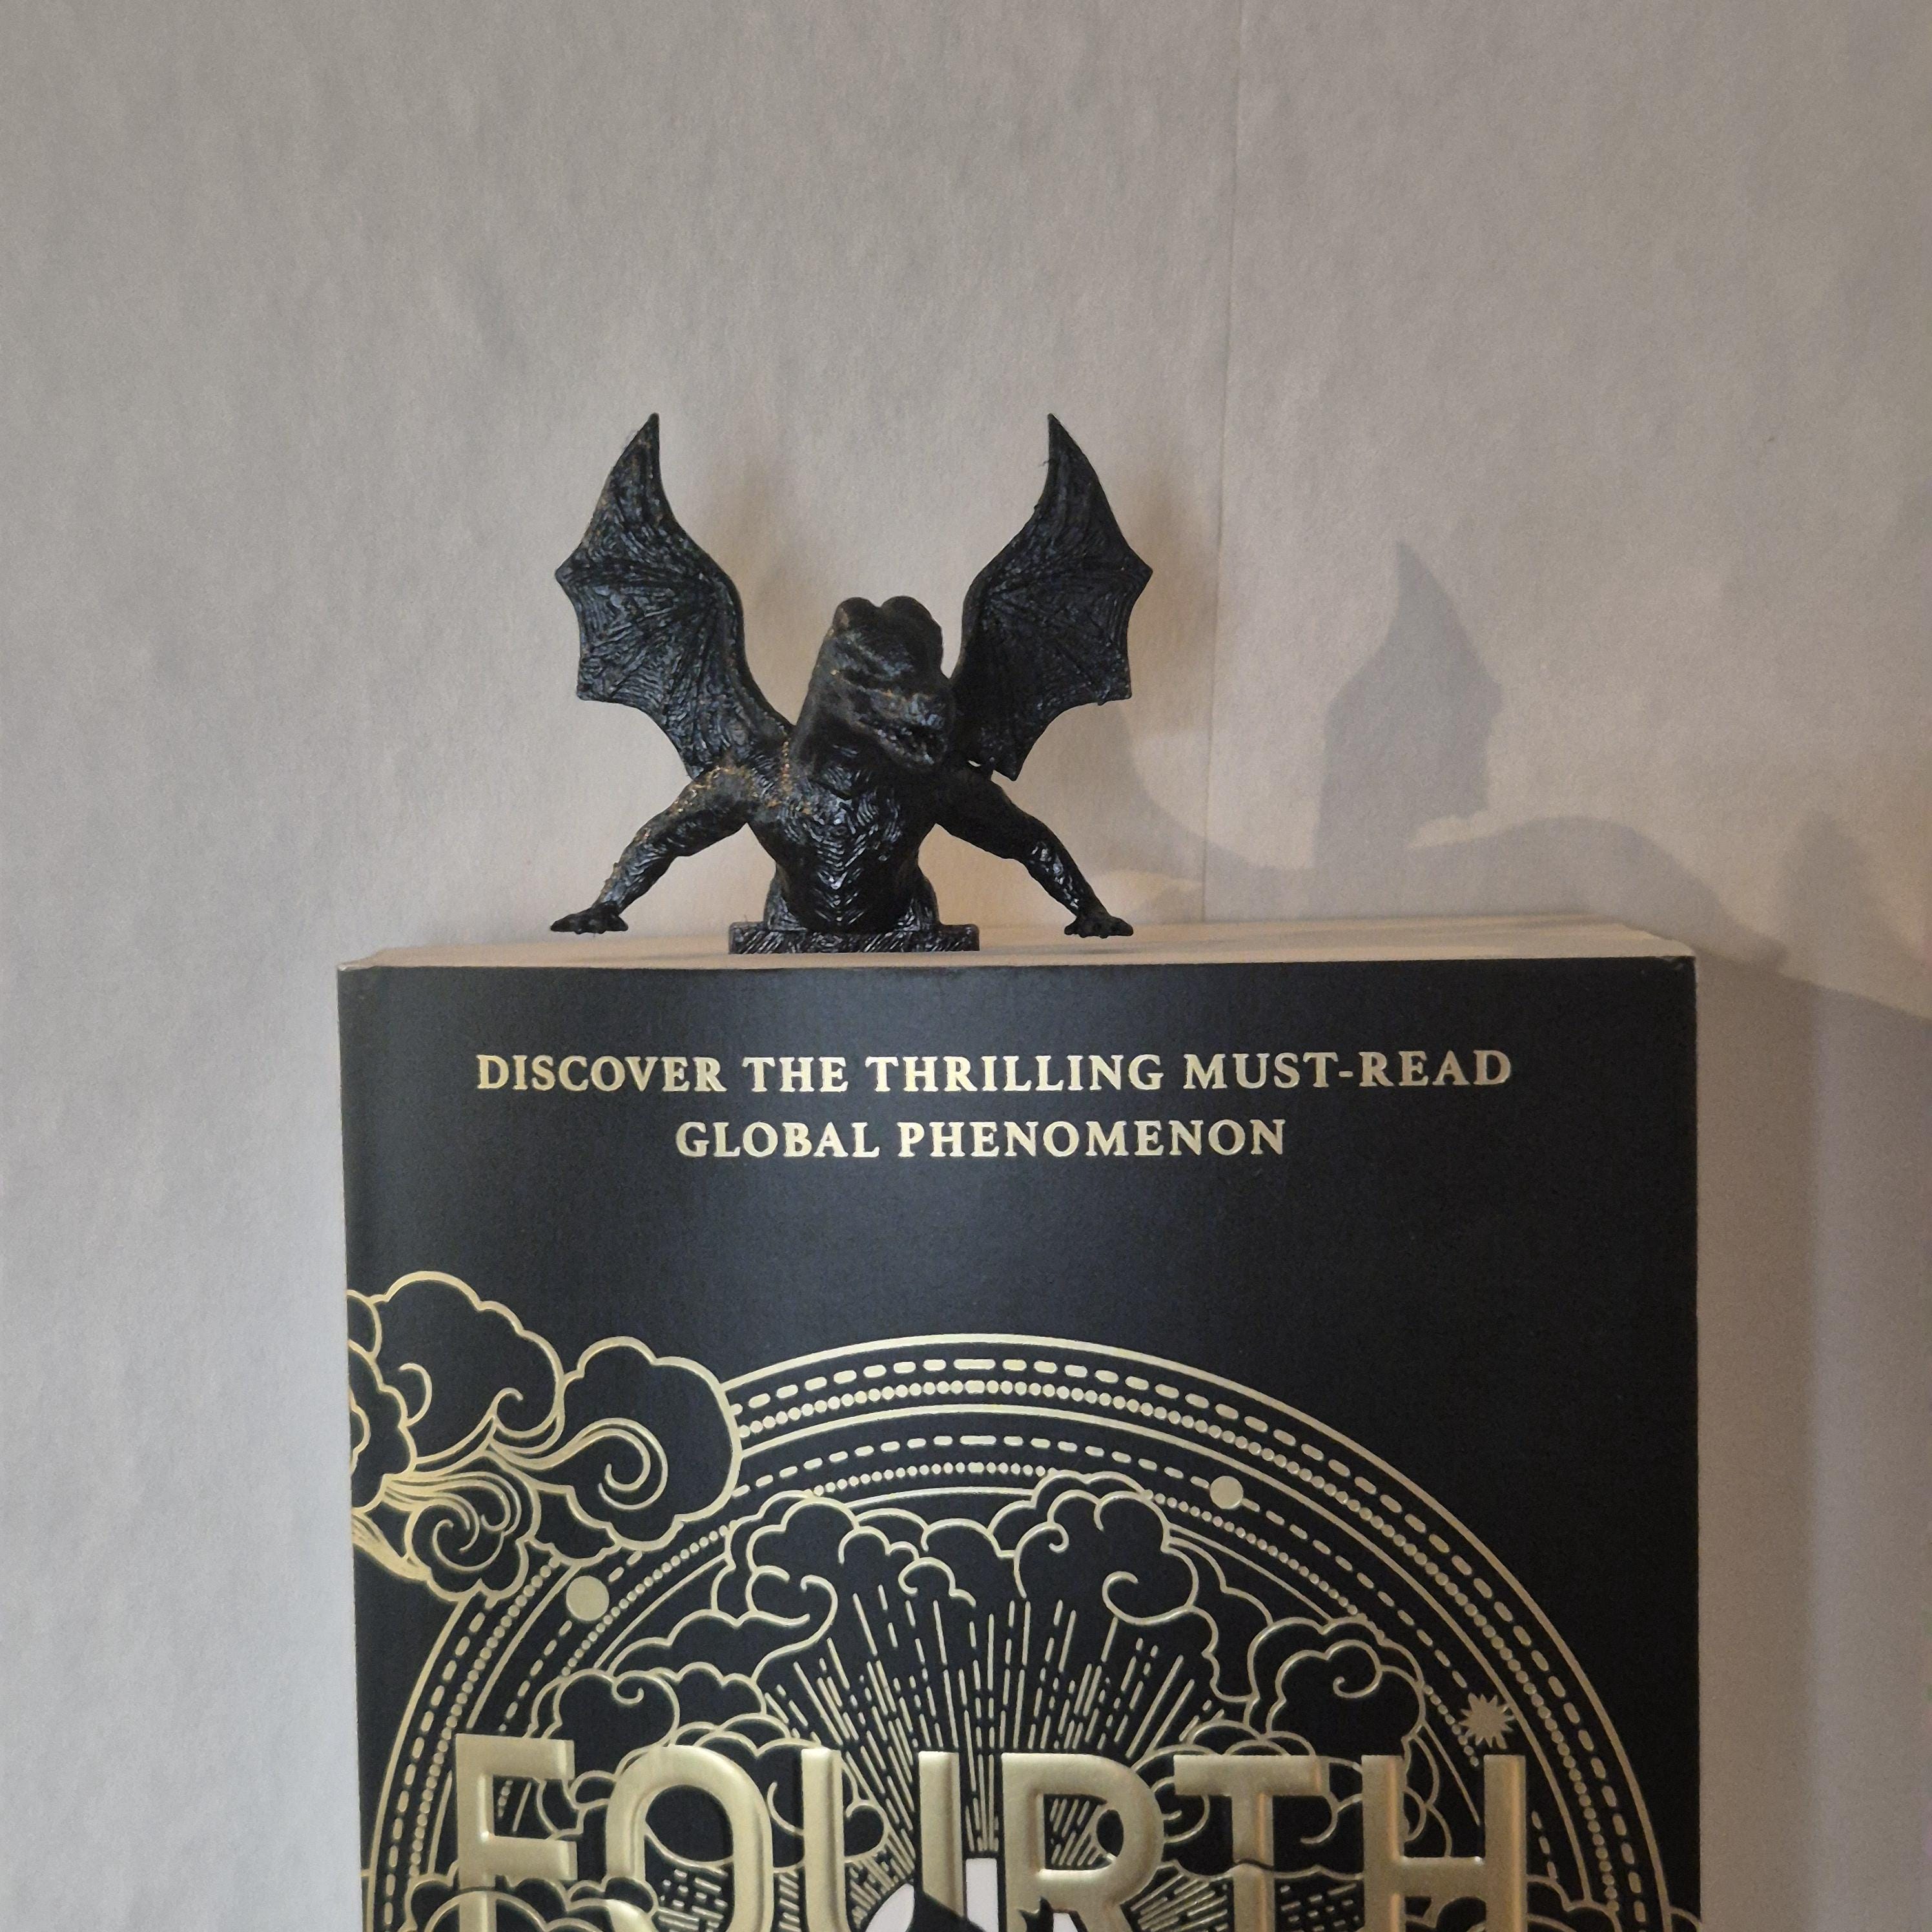 DISCOVER THE THRILLING MUST-READ
GLOBAL PHENOMENON
FOURTH